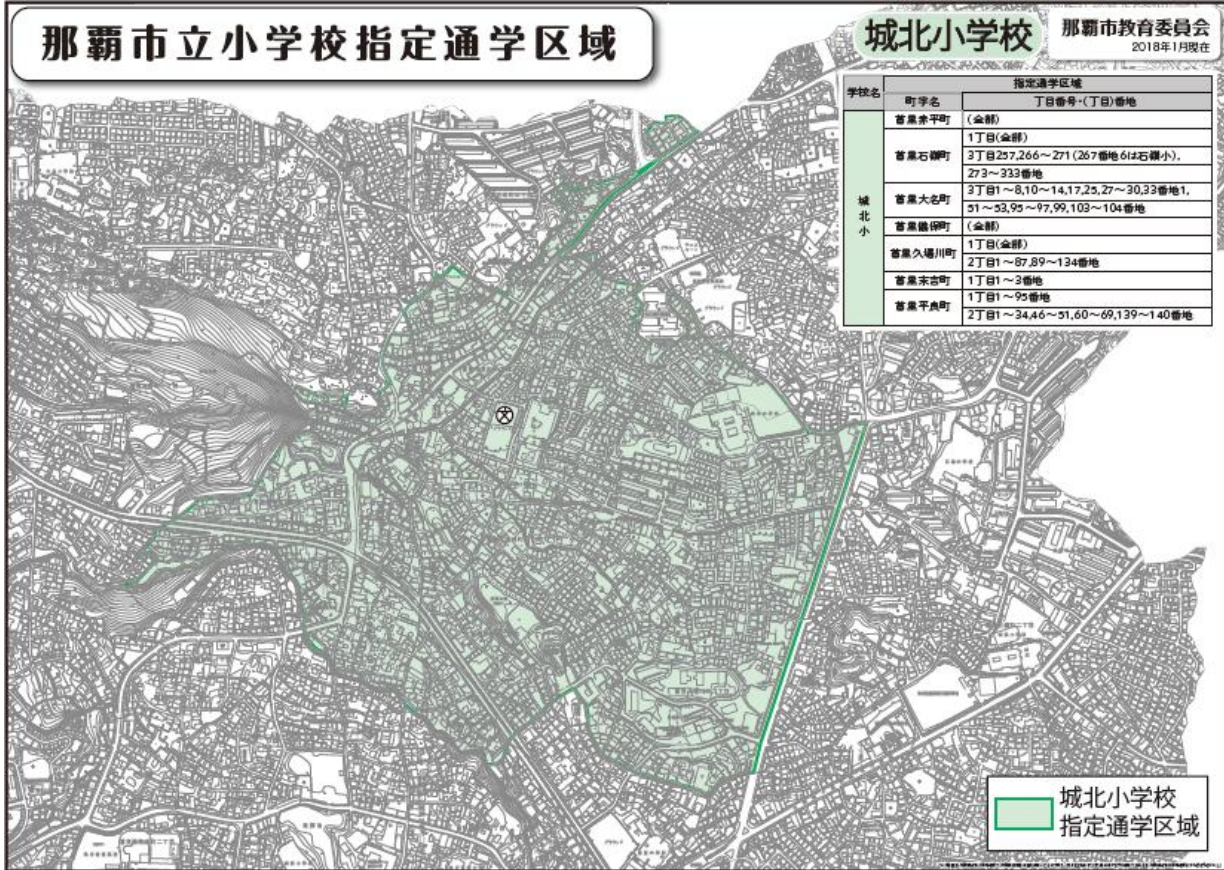 那覇市立小学校指定通学区域
城北小学校
那覇市教育委員会
2018年1月現在
学校名 指定通学区域
町字名 丁目番号・(丁目)番地
城北小
首里赤平町 (全部)
首里石嶺町 1丁目(全部)
3丁目257,266～271(267番地6は石嶺小),
273～333番地
首里大名町 3丁目1～8,10～14,17,25,27～30,33番地1,
51～53,95～97,99,103～104番地
首里儀保町 (全部)
首里久場川町 1丁目(全部)
2丁目1～87,89～134番地
首里末吉町 1丁目1～3番地
首里平良町 1丁目1～95番地
2丁目1～34,46～51,60～69,139～140番地
文
城北小学校
指定通学区域